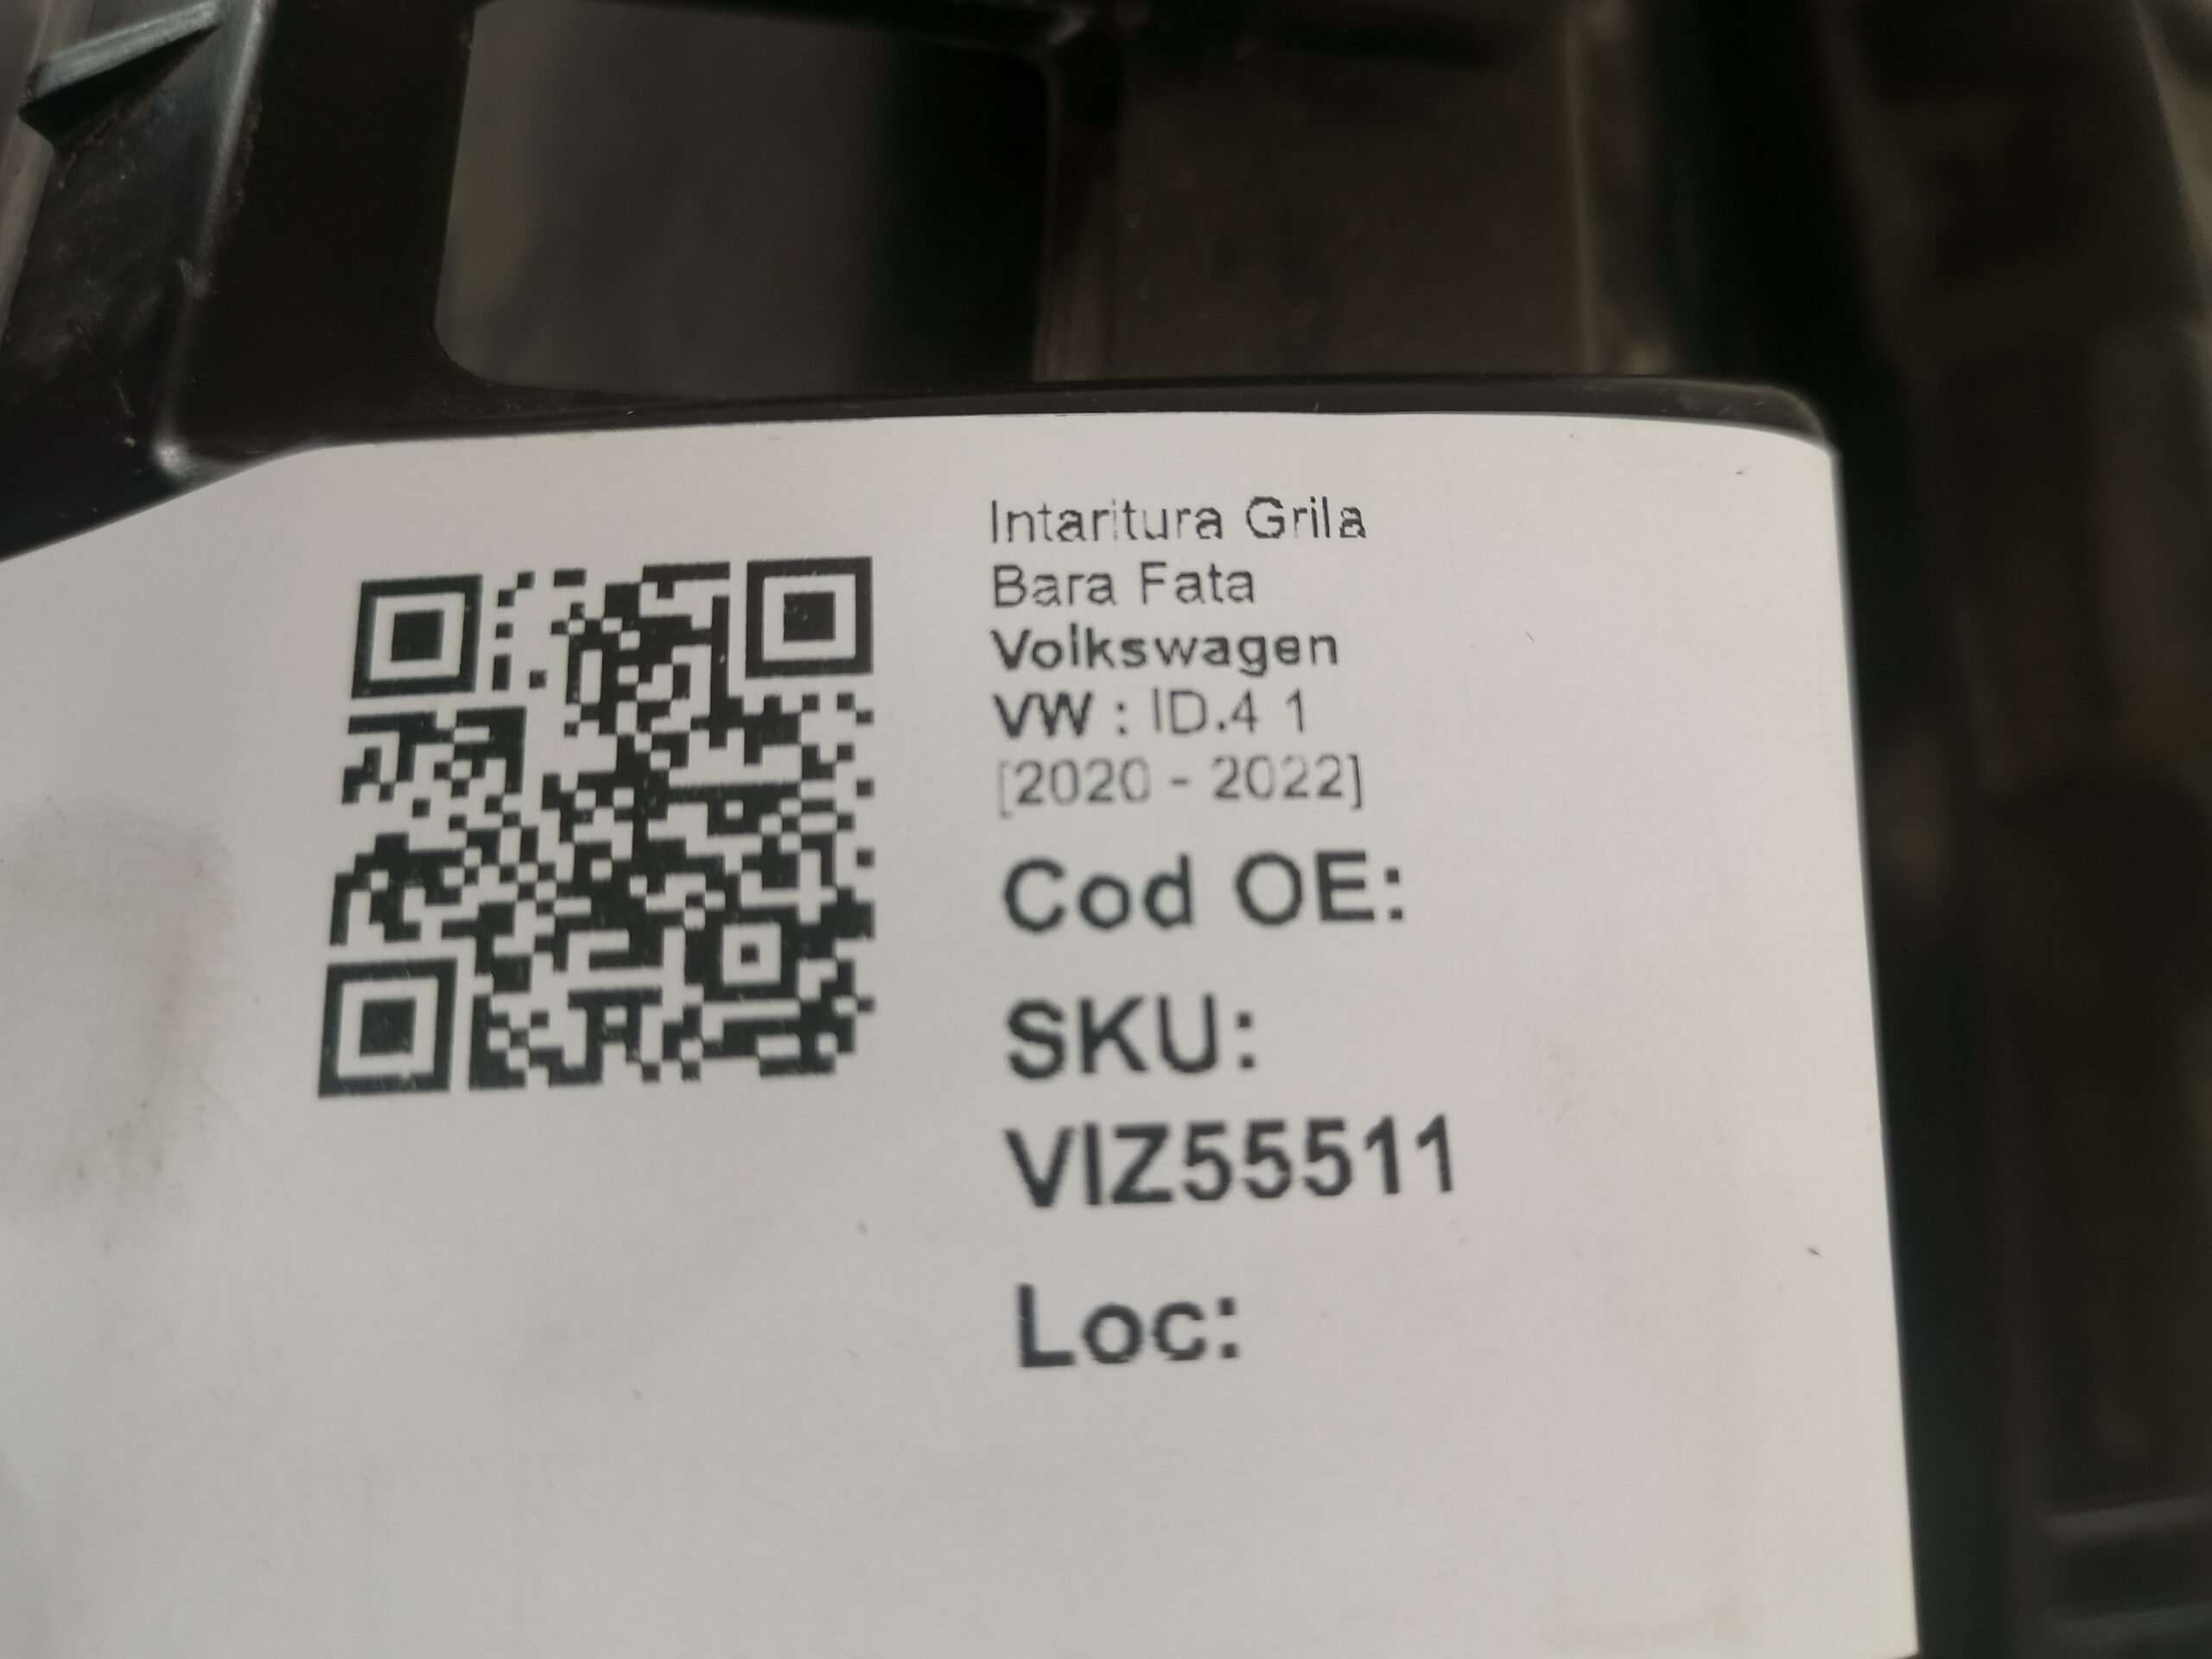 Intaritura Grila
Bara Fata
Volkswagen
VW : ID.4 1
[2020 - 2022]
Cod OE:
SKU:
VIZ55511
Loc: